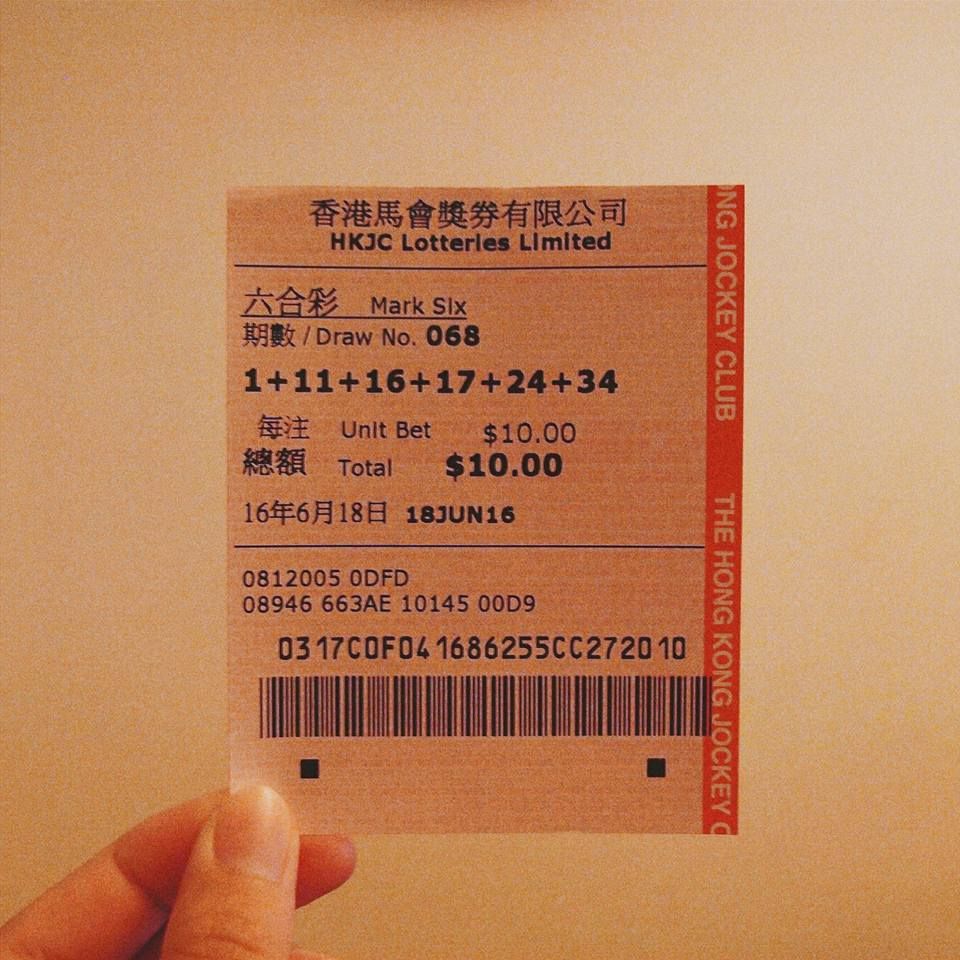 香港馬會獎券有限公司
HKJC Lotteries Limited
六合彩 Mark Six
期數 / Draw No. 068
1+11+16+17+24+34
每注 Unit Bet $10.00
總額 Total $10.00
16年6月18日 18JUN16
0812005 0DFD
08946 663AE 10145 00D9
0317C0F041686255CC272010
ONG JOCKEY CLUB THE HONG KONG JOCKEY C